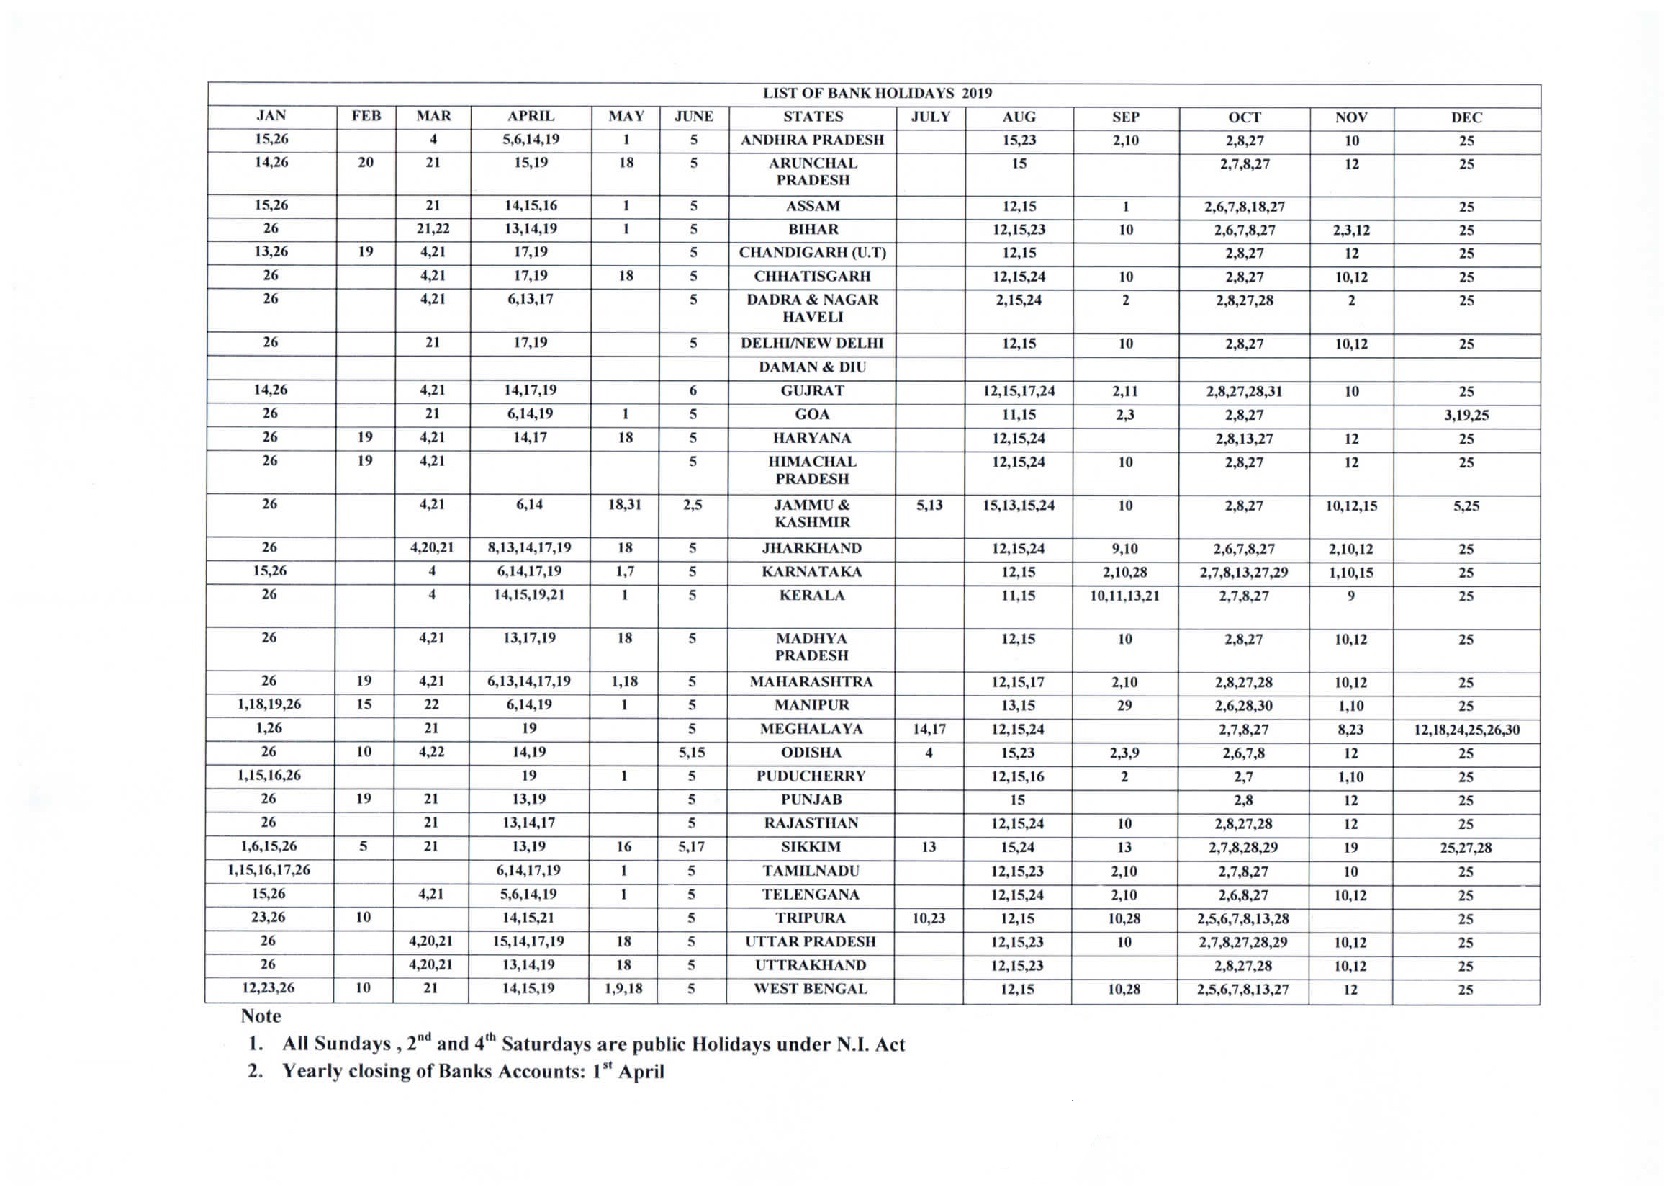 LIST OF BANK HOLIDAYS 2019
JAN FEB MAR APRIL MAY JUNE STATES JULY AUG SEP OCT NOV DEC
15,26 4 5,6,14,19 1 5 ANDHRA PRADESH 15,23 2,10 2,8,27 10 25
14,26 20 21 15,19 18 5 ARUNCHAL 15 2,7,8,27 12 25
PRADESH
15,26 21 14,15,16 1 5 ASSAM 12,15 1 2,6,7,8,18,27 25
26 21,22 13,14,19 1 5 BIHAR 12,15,23 10 2,6,7,8,27 2,3,12 25
13,26 19 4,21 17,19 5 CHANDIGARH (U.T) 12,15 2,8,27 12 25
26 4,21 17,19 18 5 CHHATISGARH 12,15,24 10 2,8,27 10,12 25
26 4,21 6,13,17 5 DADRA & NAGAR 2,15,24 2 2,8,27,28 2 25
HAVELI
26 21 17,19 5 DELHI/NEW DELHI 12,15 10 2,8,27 10,12 25
DAMAN & DIU
14,26 4,21 14,17,19 6 GUJRAT 12,15,17,24 2,11 2,8,27,28,31 10 25
26 21 6,14,19 1 5 GOA 11,15 2,3 2,8,27 3,19,25
26 19 4,21 14,17 18 5 HARYANA 12,15,24 2,8,13,27 12 25
26 19 4,21 5 HIMACHAL 12,15,24 10 2,8,27 12 25
PRADESH
26 4,21 6,14 18,31 2,5 JAMMU & 5,13 15,13,15,24 10 2,8,27 10,12,15 5,25
KASHMIR
26 4,20,21 8,13,14,17,19 18 5 JHARKHAND 12,15,24 9,10 2,6,7,8,27 2,10,12 25
15,26 4 6,14,17,19 1,7 5 KARNATAKA 12,15 2,10,28 2,7,8,13,27,29 1,10,15 25
26 4 14,15,19,21 1 5 KERALA 11,15 10,11,13,21 2,7,8,27 9 25
26 4,21 13,17,19 18 5 MADHYA 12,15 10 2,8,27 10,12 25
PRADESH
26 19 4,21 6,13,14,17,19 1,18 5 MAHARASHTRA 12,15,17 2,10 2,8,27,28 10,12 25
1,18,19,26 15 22 6,14,19 1 5 MANIPUR 13,15 29 2,6,28,30 1,10 25
1,26 21 19 5 MEGHALAYA 14,17 12,15,24 2,7,8,27 8,23 12,18,24,25,26,30
26 10 4,22 14,19 5,15 ODISHA 4 15,23 2,3,9 2,6,7,8 12 25
1,15,16,26 19 1 5 PUDUCHERRY 12,15,16 2 2,7 1,10 25
26 19 21 13,19 5 PUNJAB 15 2,8 12 25
26 21 13,14,17 5 RAJASTHAN 12,15,24 10 2,8,27,28 12 25
1,6,15,26 5 21 13,19 16 5,17 SIKKIM 13 15,24 13 2,7,8,28,29 19 25,27,28
1,15,16,17,26 6,14,17,19 1 5 TAMILNADU 12,15,23 2,10 2,7,8,27 10 25
15,26 4,21 5,6,14,19 1 5 TELENGANA 12,15,24 2,10 2,6,8,27 10,12 25
23,26 10 14,15,21 5 TRIPURA 10,23 12,15 10,28 2,5,6,7,8,13,28 25
26 4,20,21 15,14,17,19 18 5 UTTAR PRADESH 12,15,23 10 2,7,8,27,28,29 10,12 25
26 4,20,21 13,14,19 18 5 UTTRAKHAND 12,15,23 2,8,27,28 10,12 25
12,23,26 10 21 14,15,19 1,9,18 5 WEST BENGAL 12,15 10,28 2,5,6,7,8,13,27 12 25
Note
1. All Sundays , 2nd and 4th Saturdays are public Holidays under N.I. Act
2. Yearly closing of Banks Accounts: 1st April